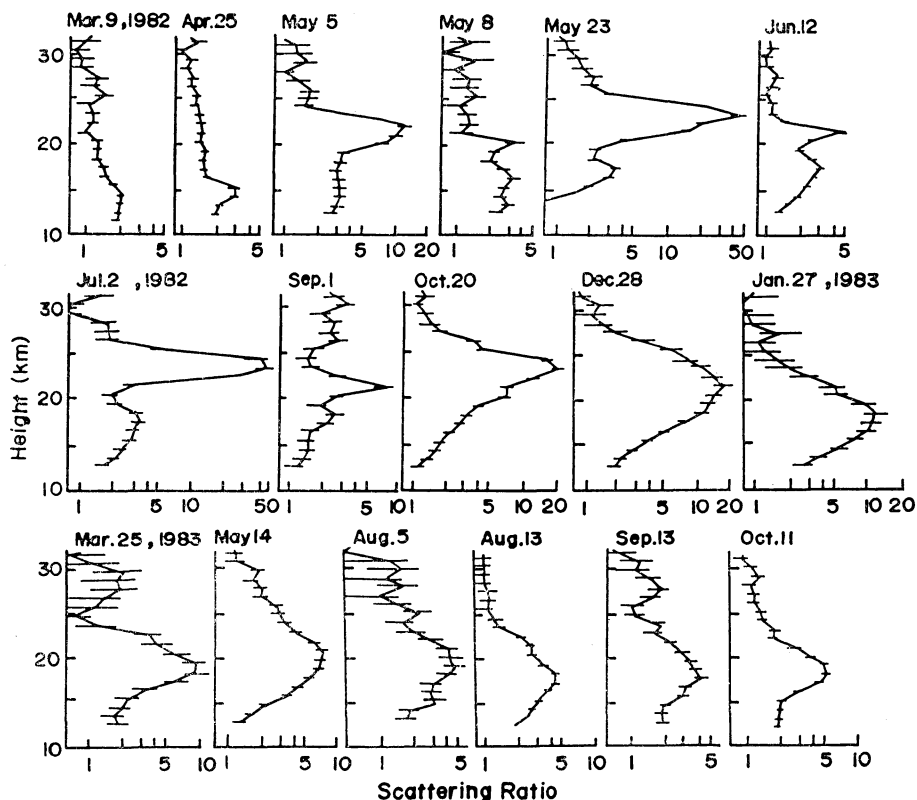 Mar.9,1982 Apr.25 May 5 May 8 May 23 Jun.12
30
20
10
1 5 1 5 1 5 10 20 1 5 1 5 10 50 1 5
Jul.2 ,1982 Sep.1 Oct.20 Dec.28 Jan.27 ,1983
30
20
10
1 5 10 50 1 5 10 1 5 10 20 1 5 10 20 1 5 10 20
Height (km)
Mar.25 ,1983 May14 Aug.5 Aug.13 Sep.13 Oct.11
30
20
10
1 5 10 1 5 10 1 5 1 5 10 1 5 1 5 10
Scattering Ratio